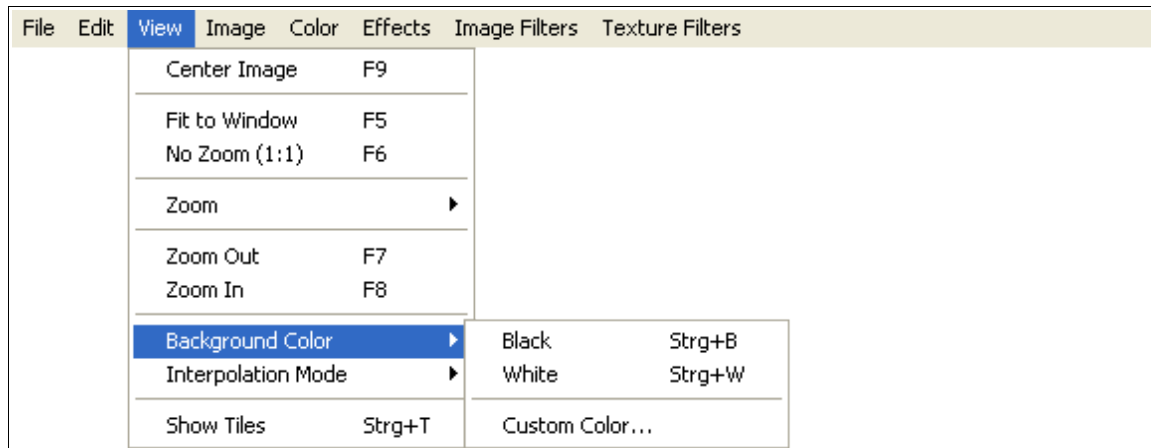 File Edit View Image Color Effects Image Filters Texture Filters
Center Image F9
Fit to Window F5
No Zoom (1:1) F6
Zoom
Zoom Out F7
Zoom In F8
Background Color
Interpolation Mode
Show Tiles Strg+T
Black Strg+B
White Strg+W
Custom Color...